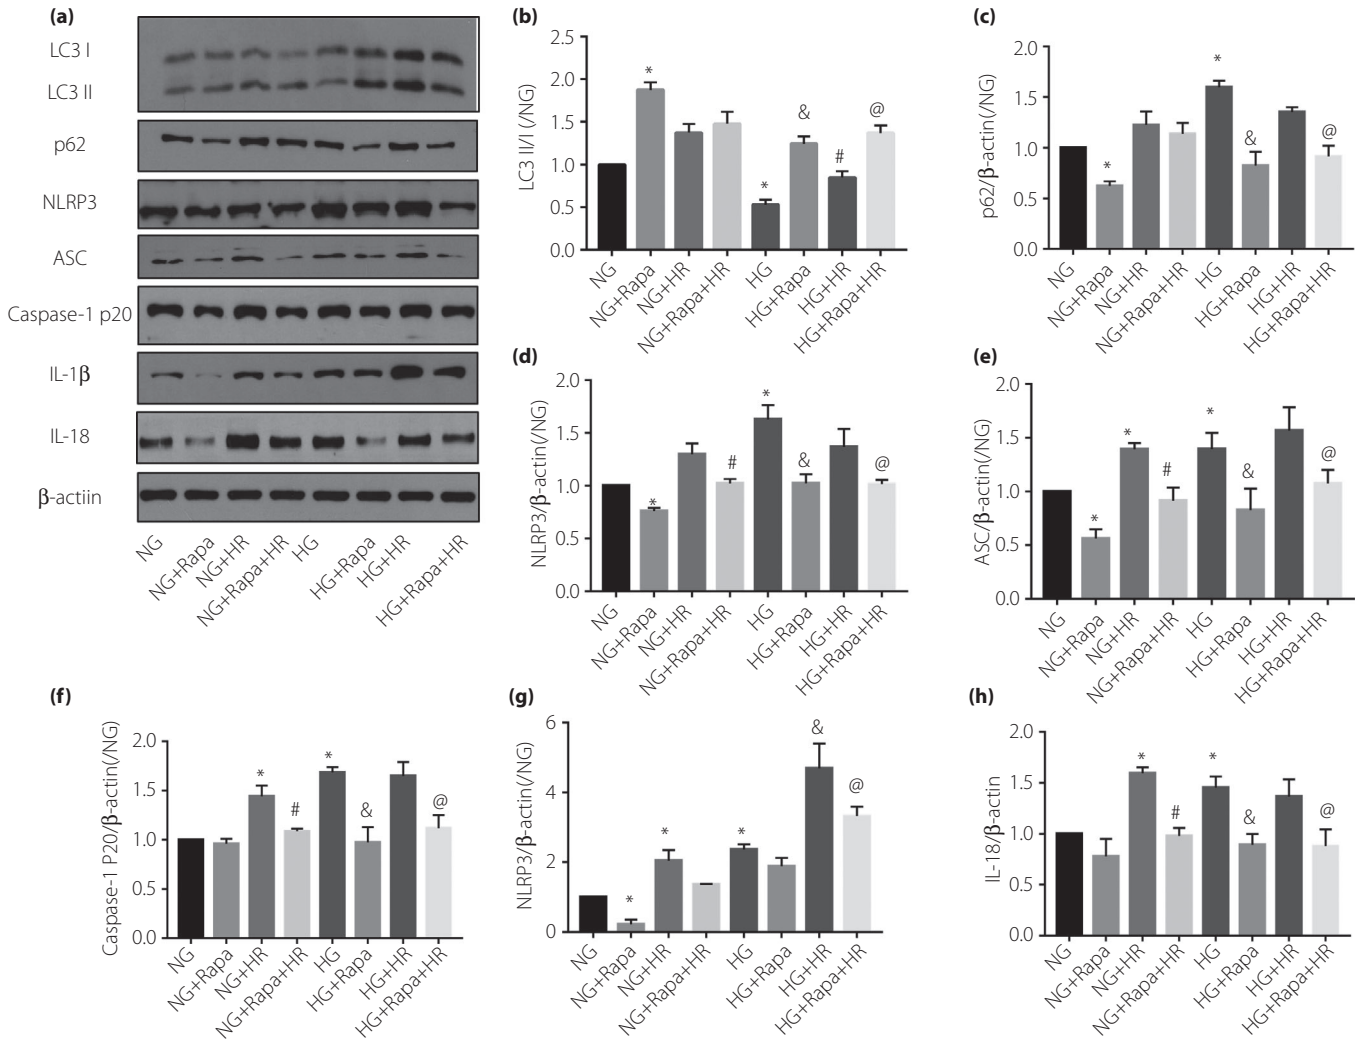 (a)
LC3 I
LC3 II
p62
NLRP3
ASC
Caspase-1 p20
IL-1β
IL-18
β-actiin
NG
NG+Rapa
NG+HR
NG+Rapa+HR
HG
HG+Rapa
HG+HR
HG+Rapa+HR
(b)
LC3 II/I (/NG)
2.5
2.0
1.5
1.0
0.5
0.0
*
*
&
#
@
NG
NG+Rapa
NG+HR
NG+Rapa+HR
HG
HG+Rapa
HG+HR
HG+Rapa+HR
(c)
p62/β-actin(/NG)
2.0
1.5
1.0
0.5
0.0
*
*
&
@
NG
NG+Rapa
NG+HR
NG+Rapa+HR
HG
HG+Rapa
HG+HR
HG+Rapa+HR
(d)
NLRP3/β-actin(/NG)
2.0
1.5
1.0
0.5
0.0
*
#
*
&
@
NG
NG+Rapa
NG+HR
NG+Rapa+HR
HG
HG+Rapa
HG+HR
HG+Rapa+HR
(e)
ASC/β-actin(/NG)
2.0
1.5
1.0
0.5
0.0
*
*
#
*
&
@
NG
NG+Rapa
NG+HR
NG+Rapa+HR
HG
HG+Rapa
HG+HR
HG+Rapa+HR
(f)
Caspase-1 P20/β-actin(/NG)
2.0
1.5
1.0
0.5
0.0
*
#
*
&
@
NG
NG+Rapa
NG+HR
NG+Rapa+HR
HG
HG+Rapa
HG+HR
HG+Rapa+HR
(g)
NLRP3/β-actin(/NG)
6
4
2
0
*
*
*
&
@
NG
NG+Rapa
NG+HR
NG+Rapa+HR
HG
HG+Rapa
HG+HR
HG+Rapa+HR
(h)
IL-18/β-actin
2.0
1.5
1.0
0.5
0.0
*
#
*
&
@
NG
NG+Rapa
NG+HR
NG+Rapa+HR
HG
HG+Rapa
HG+HR
HG+Rapa+HR